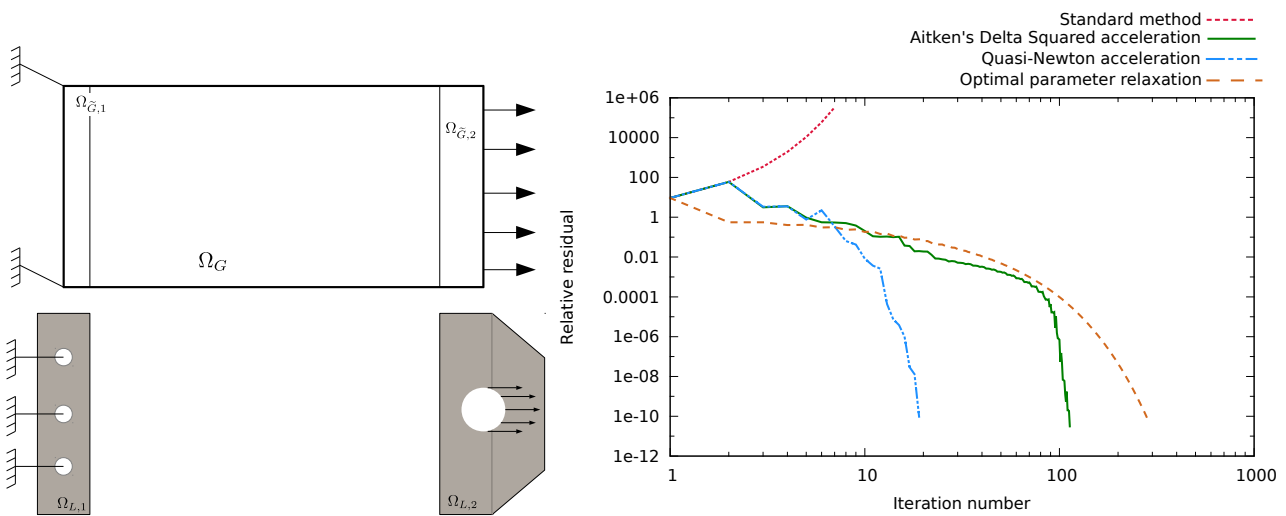 Ω_{G̃,1}
Ω_{G̃,2}
Ω_G
Ω_{L,1}
Ω_{L,2}
Standard method
Aitken's Delta Squared acceleration
Quasi-Newton acceleration
Optimal parameter relaxation
1e+06
10000
100
1
0.01
0.0001
1e-06
1e-08
1e-10
1e-12
Relative residual
1 10 100 1000
Iteration number